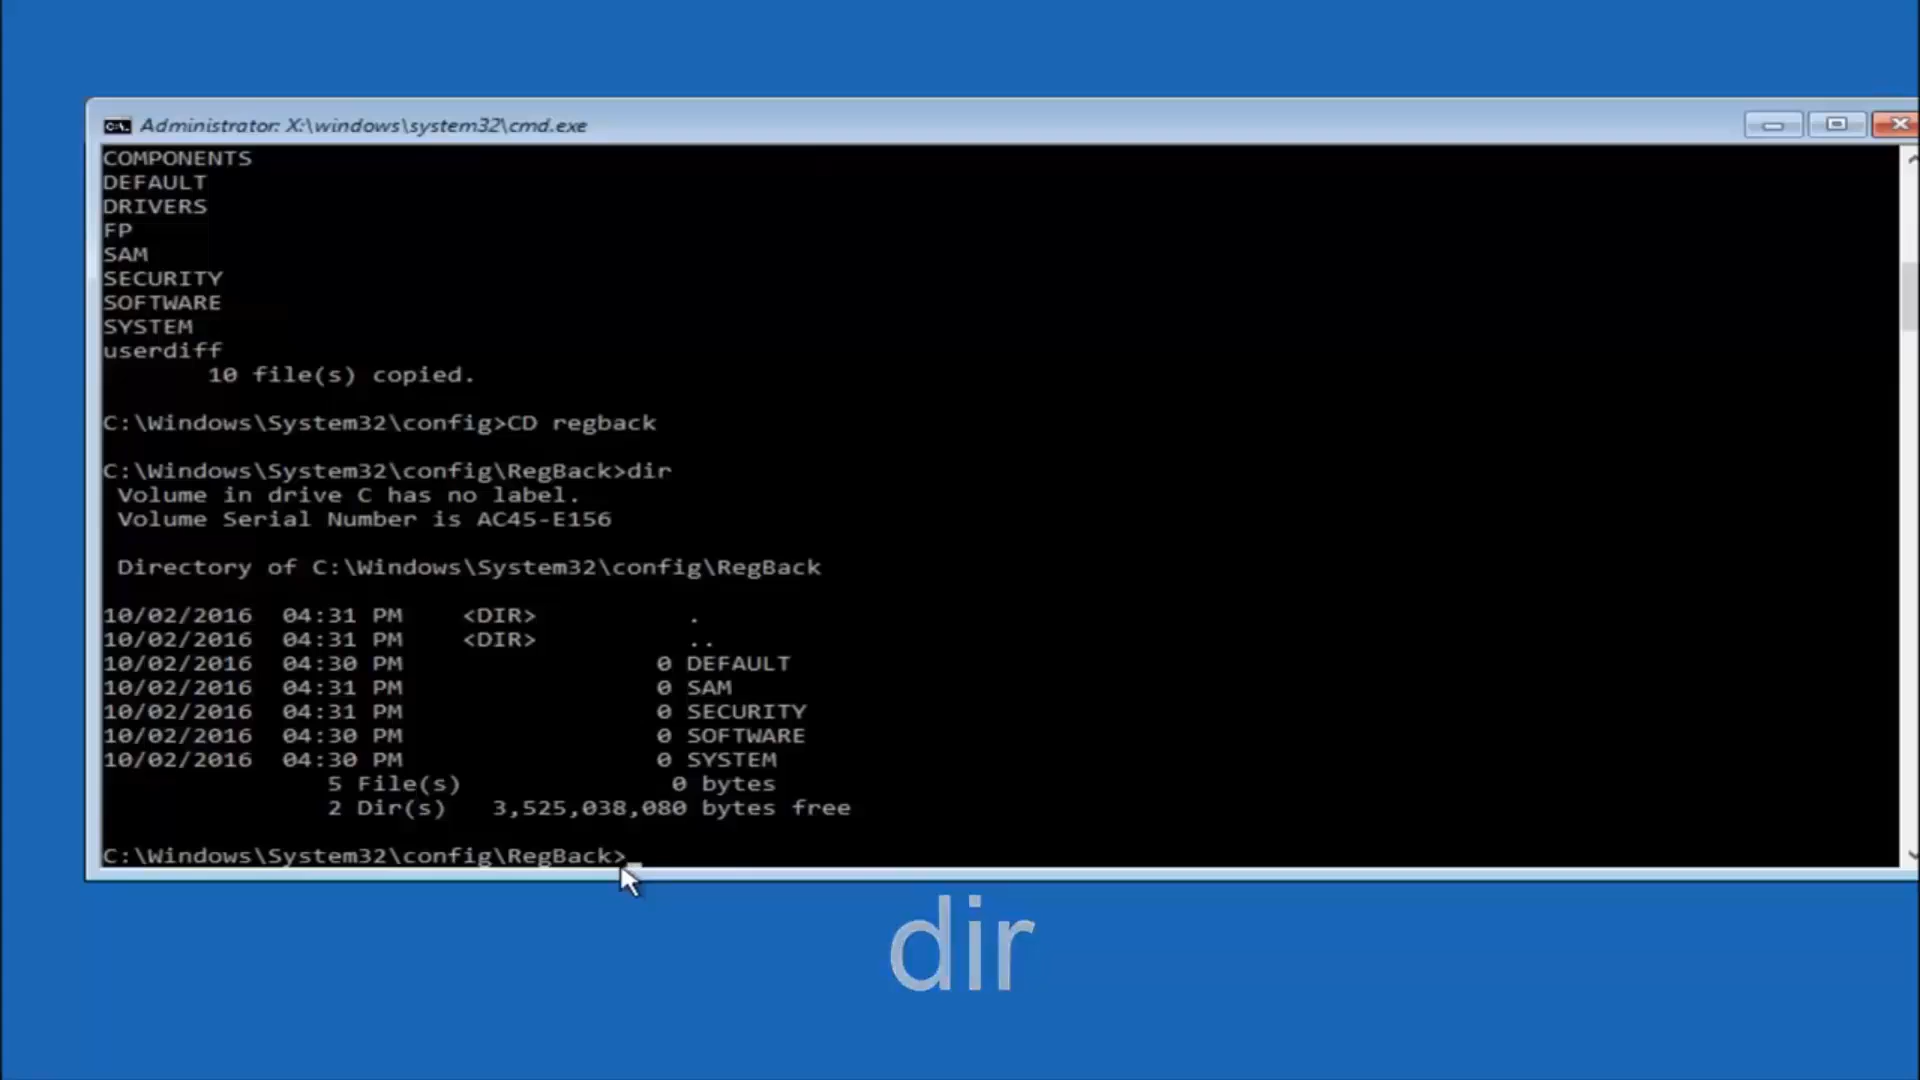 Administrator: X:\windows\system32\cmd.exe
COMPONENTS
DEFAULT
DRIVERS
FP
SAM
SECURITY
SOFTWARE
SYSTEM
userdiff
10 file(s) copied.
C:\Windows\System32\config>CD regback
C:\Windows\System32\config\RegBack>dir
Volume in drive C has no label.
Volume Serial Number is AC45-E156
Directory of C:\Windows\System32\config\RegBack
10/02/2016 04:31 PM <DIR> .
10/02/2016 04:31 PM <DIR> ..
10/02/2016 04:30 PM 0 DEFAULT
10/02/2016 04:31 PM 0 SAM
10/02/2016 04:31 PM 0 SECURITY
10/02/2016 04:30 PM 0 SOFTWARE
10/02/2016 04:30 PM 0 SYSTEM
5 File(s) 0 bytes
2 Dir(s) 3,525,038,080 bytes free
C:\Windows\System32\config\RegBack>
dir